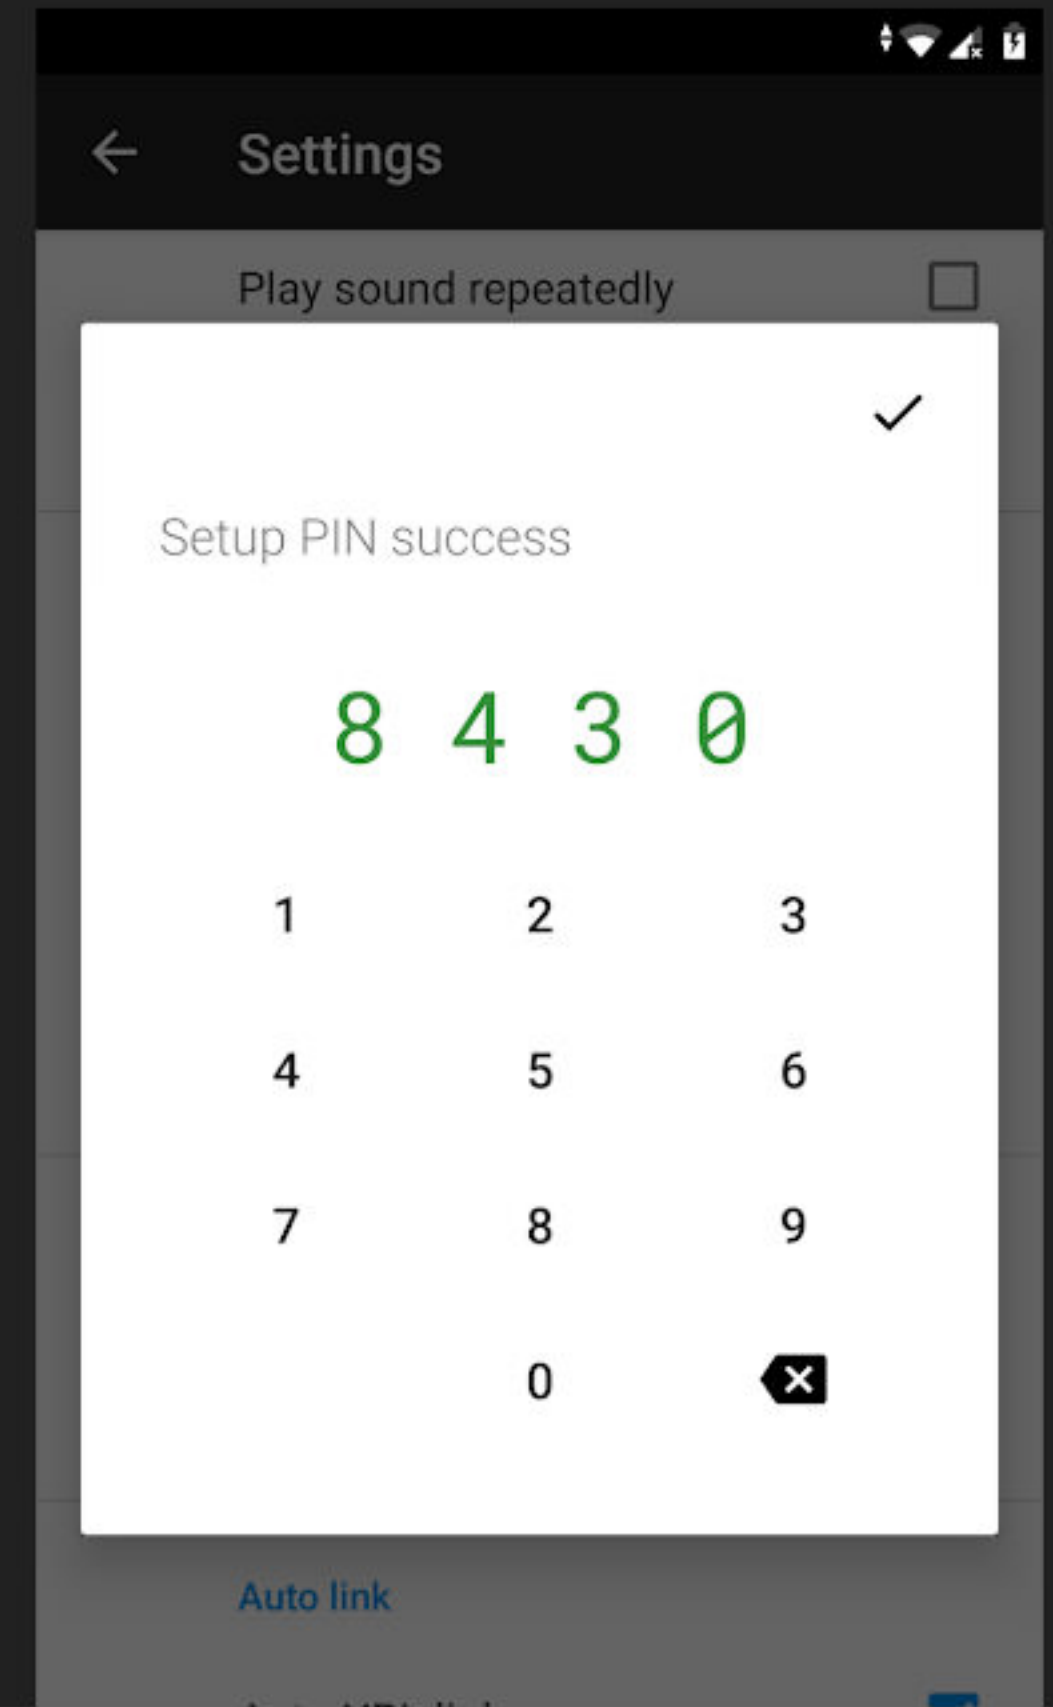 Settings
Play sound repeatedly
Setup PIN success
8 4 3 0
1 2 3
4 5 6
7 8 9
0
Auto link